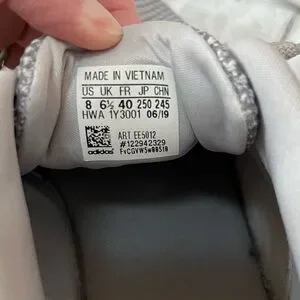 MADE IN VIETNAM
US UK FR JP CHN
8 6½ 40 250 245
HWA 1Y3001 06/19
ART EE5012
#122942329
adidas